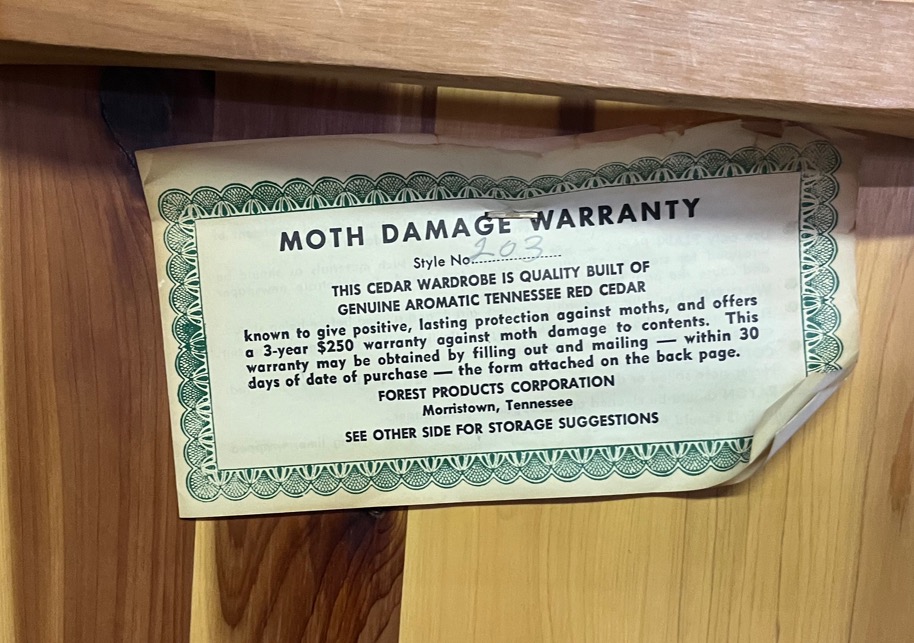 MOTH DAMAGE WARRANTY
Style No. 203
THIS CEDAR WARDROBE IS QUALITY BUILT OF
GENUINE AROMATIC TENNESSEE RED CEDAR
known to give positive, lasting protection against moths, and offers
a 3-year $250 warranty against moth damage to contents. This
warranty may be obtained by filling out and mailing — within 30
days of date of purchase — the form attached on the back page.
FOREST PRODUCTS CORPORATION
Morristown, Tennessee
SEE OTHER SIDE FOR STORAGE SUGGESTIONS